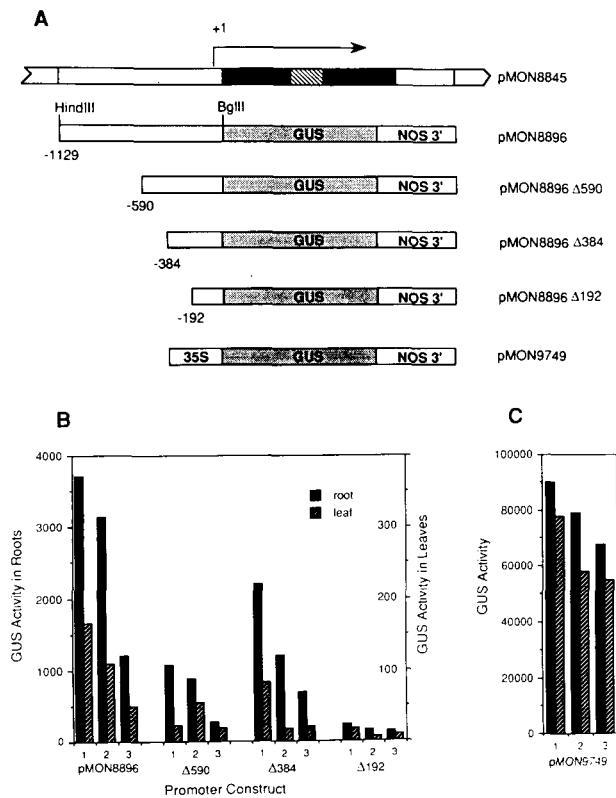 A
+1
pMON8845
HindIII
BglII
GUS
NOS 3'
pMON8896
-1129
GUS
NOS 3'
pMON8896 Δ590
-590
GUS
NOS 3'
pMON8896 Δ384
-384
GUS
NOS 3'
pMON8896 Δ192
-192
35S
GUS
NOS 3'
pMON9749
B
GUS Activity in Roots
4000
3000
2000
1000
0
root
leaf
300
200
100
GUS Activity in Leaves
1 2 3
1 2 3
1 2 3
1 2 3
pMON8896
Δ590
Δ384
Δ192
Promoter Construct
C
GUS Activity
100000
80000
60000
40000
20000
0
1 2 3
pMON9749